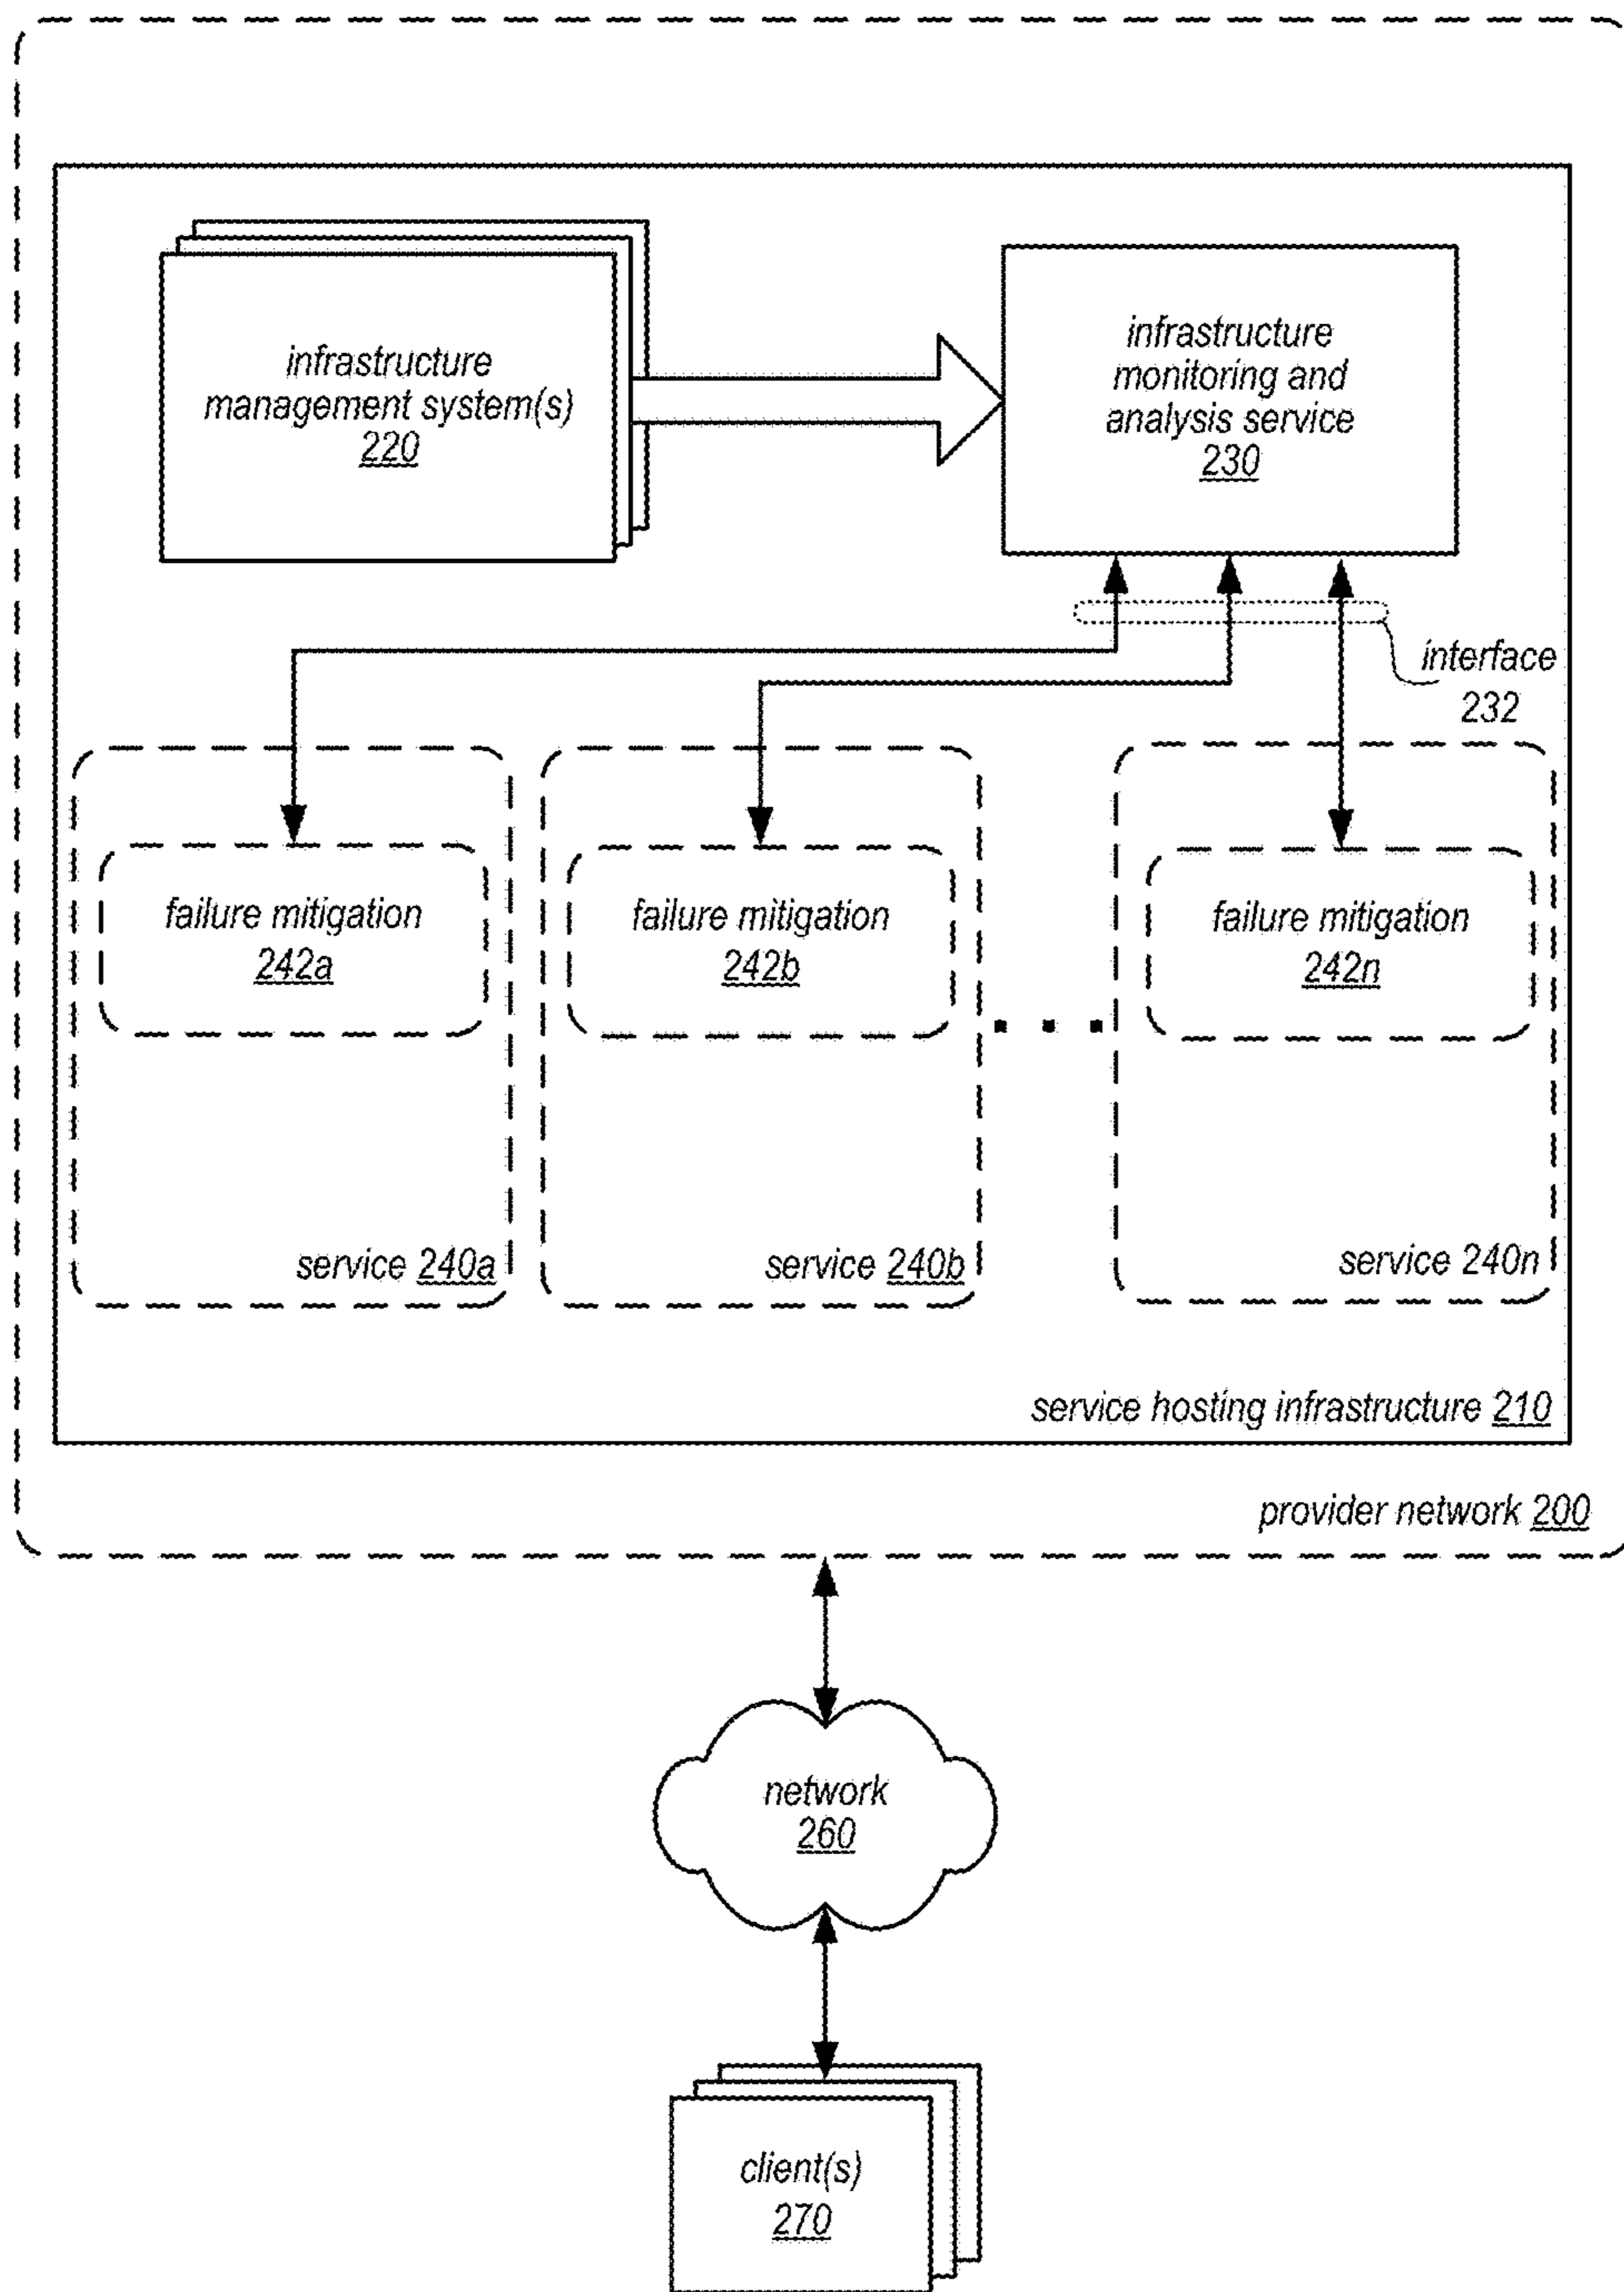 infrastructure
management system(s)
220
infrastructure
monitoring and
analysis service
230
interface
232
failure mitigation
242a
failure mitigation
242b
failure mitigation
242n
. . .
service 240a
service 240b
service 240n
service hosting infrastructure 210
provider network 200
network
260
client(s)
270